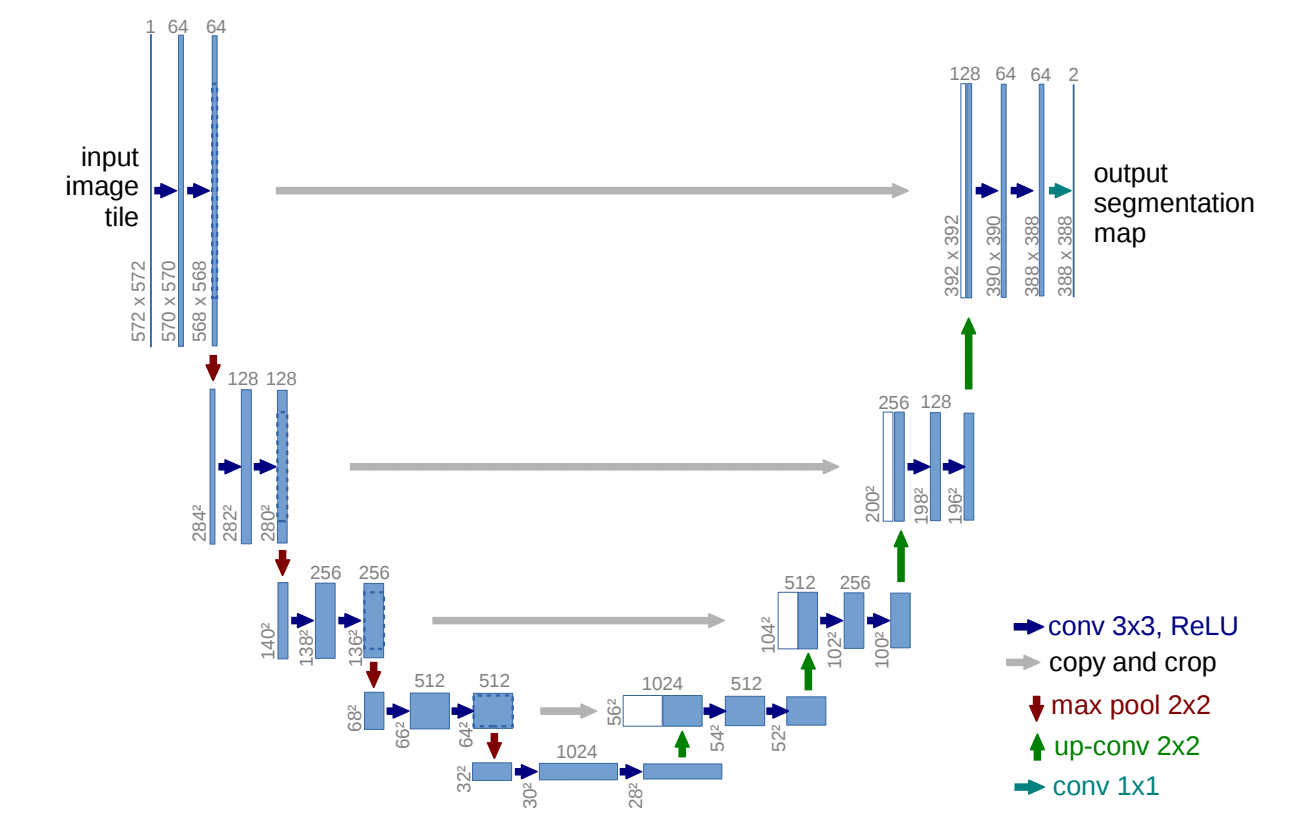 1 64 64
128 64 64 2
input
image
tile
output
segmentation
map
572 x 572
570 x 570
568 x 568
392 x 392
390 x 390
388 x 388
388 x 388
128 128
256 128
284²
282²
280²
200²
198²
196²
256 256
512 256
140²
138²
136²
104²
102²
100²
512 512
1024 512
68²
66²
64²
56²
54²
52²
1024
32²
30²
28²
conv 3x3, ReLU
copy and crop
max pool 2x2
up-conv 2x2
conv 1x1